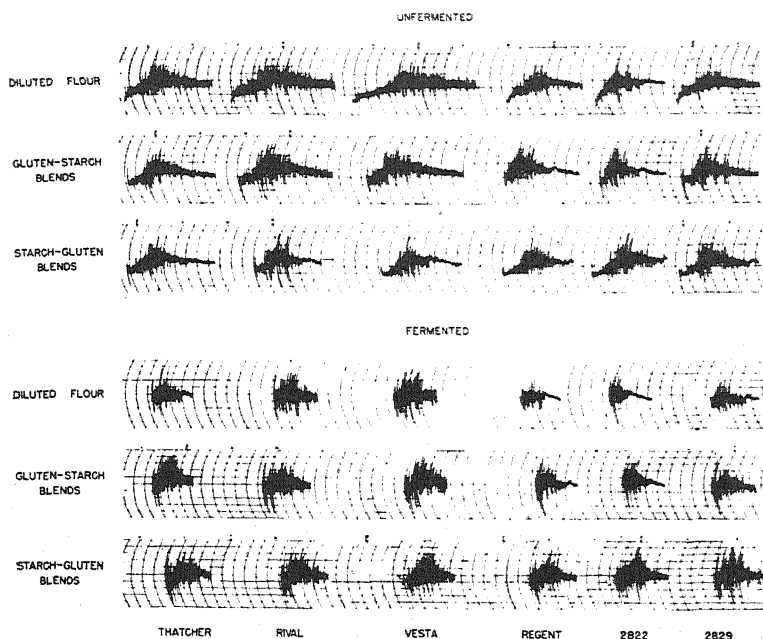 UNFERMENTED
DILUTED FLOUR
GLUTEN-STARCH
BLENDS
STARCH-GLUTEN
BLENDS
FERMENTED
DILUTED FLOUR
GLUTEN-STARCH
BLENDS
STARCH-GLUTEN
BLENDS
THATCHER RIVAL VESTA REGENT 2822 2829